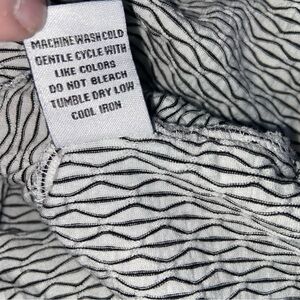 MACHINE WASH COLD
GENTLE CYCLE WITH
LIKE COLORS
DO NOT BLEACH
TUMBLE DRY LOW
COOL IRON